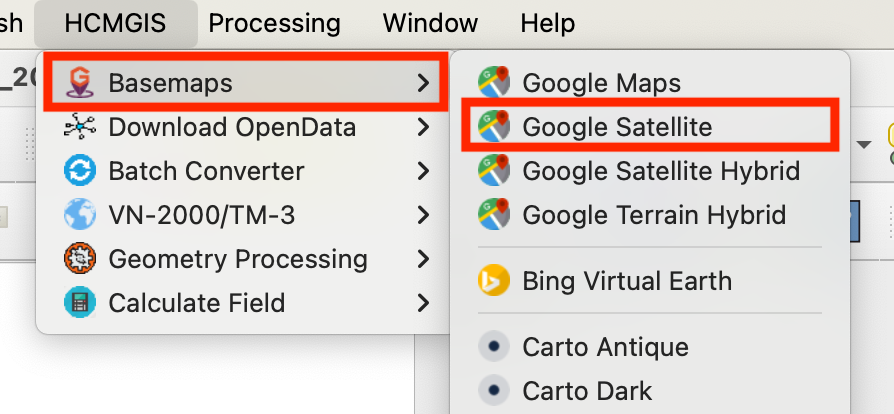 sh HCMGIS Processing Window Help
_20
Basemaps
Download OpenData
Batch Converter
VN-2000/TM-3
Geometry Processing
Calculate Field
Google Maps
Google Satellite
Google Satellite Hybrid
Google Terrain Hybrid
Bing Virtual Earth
Carto Antique
Carto Dark